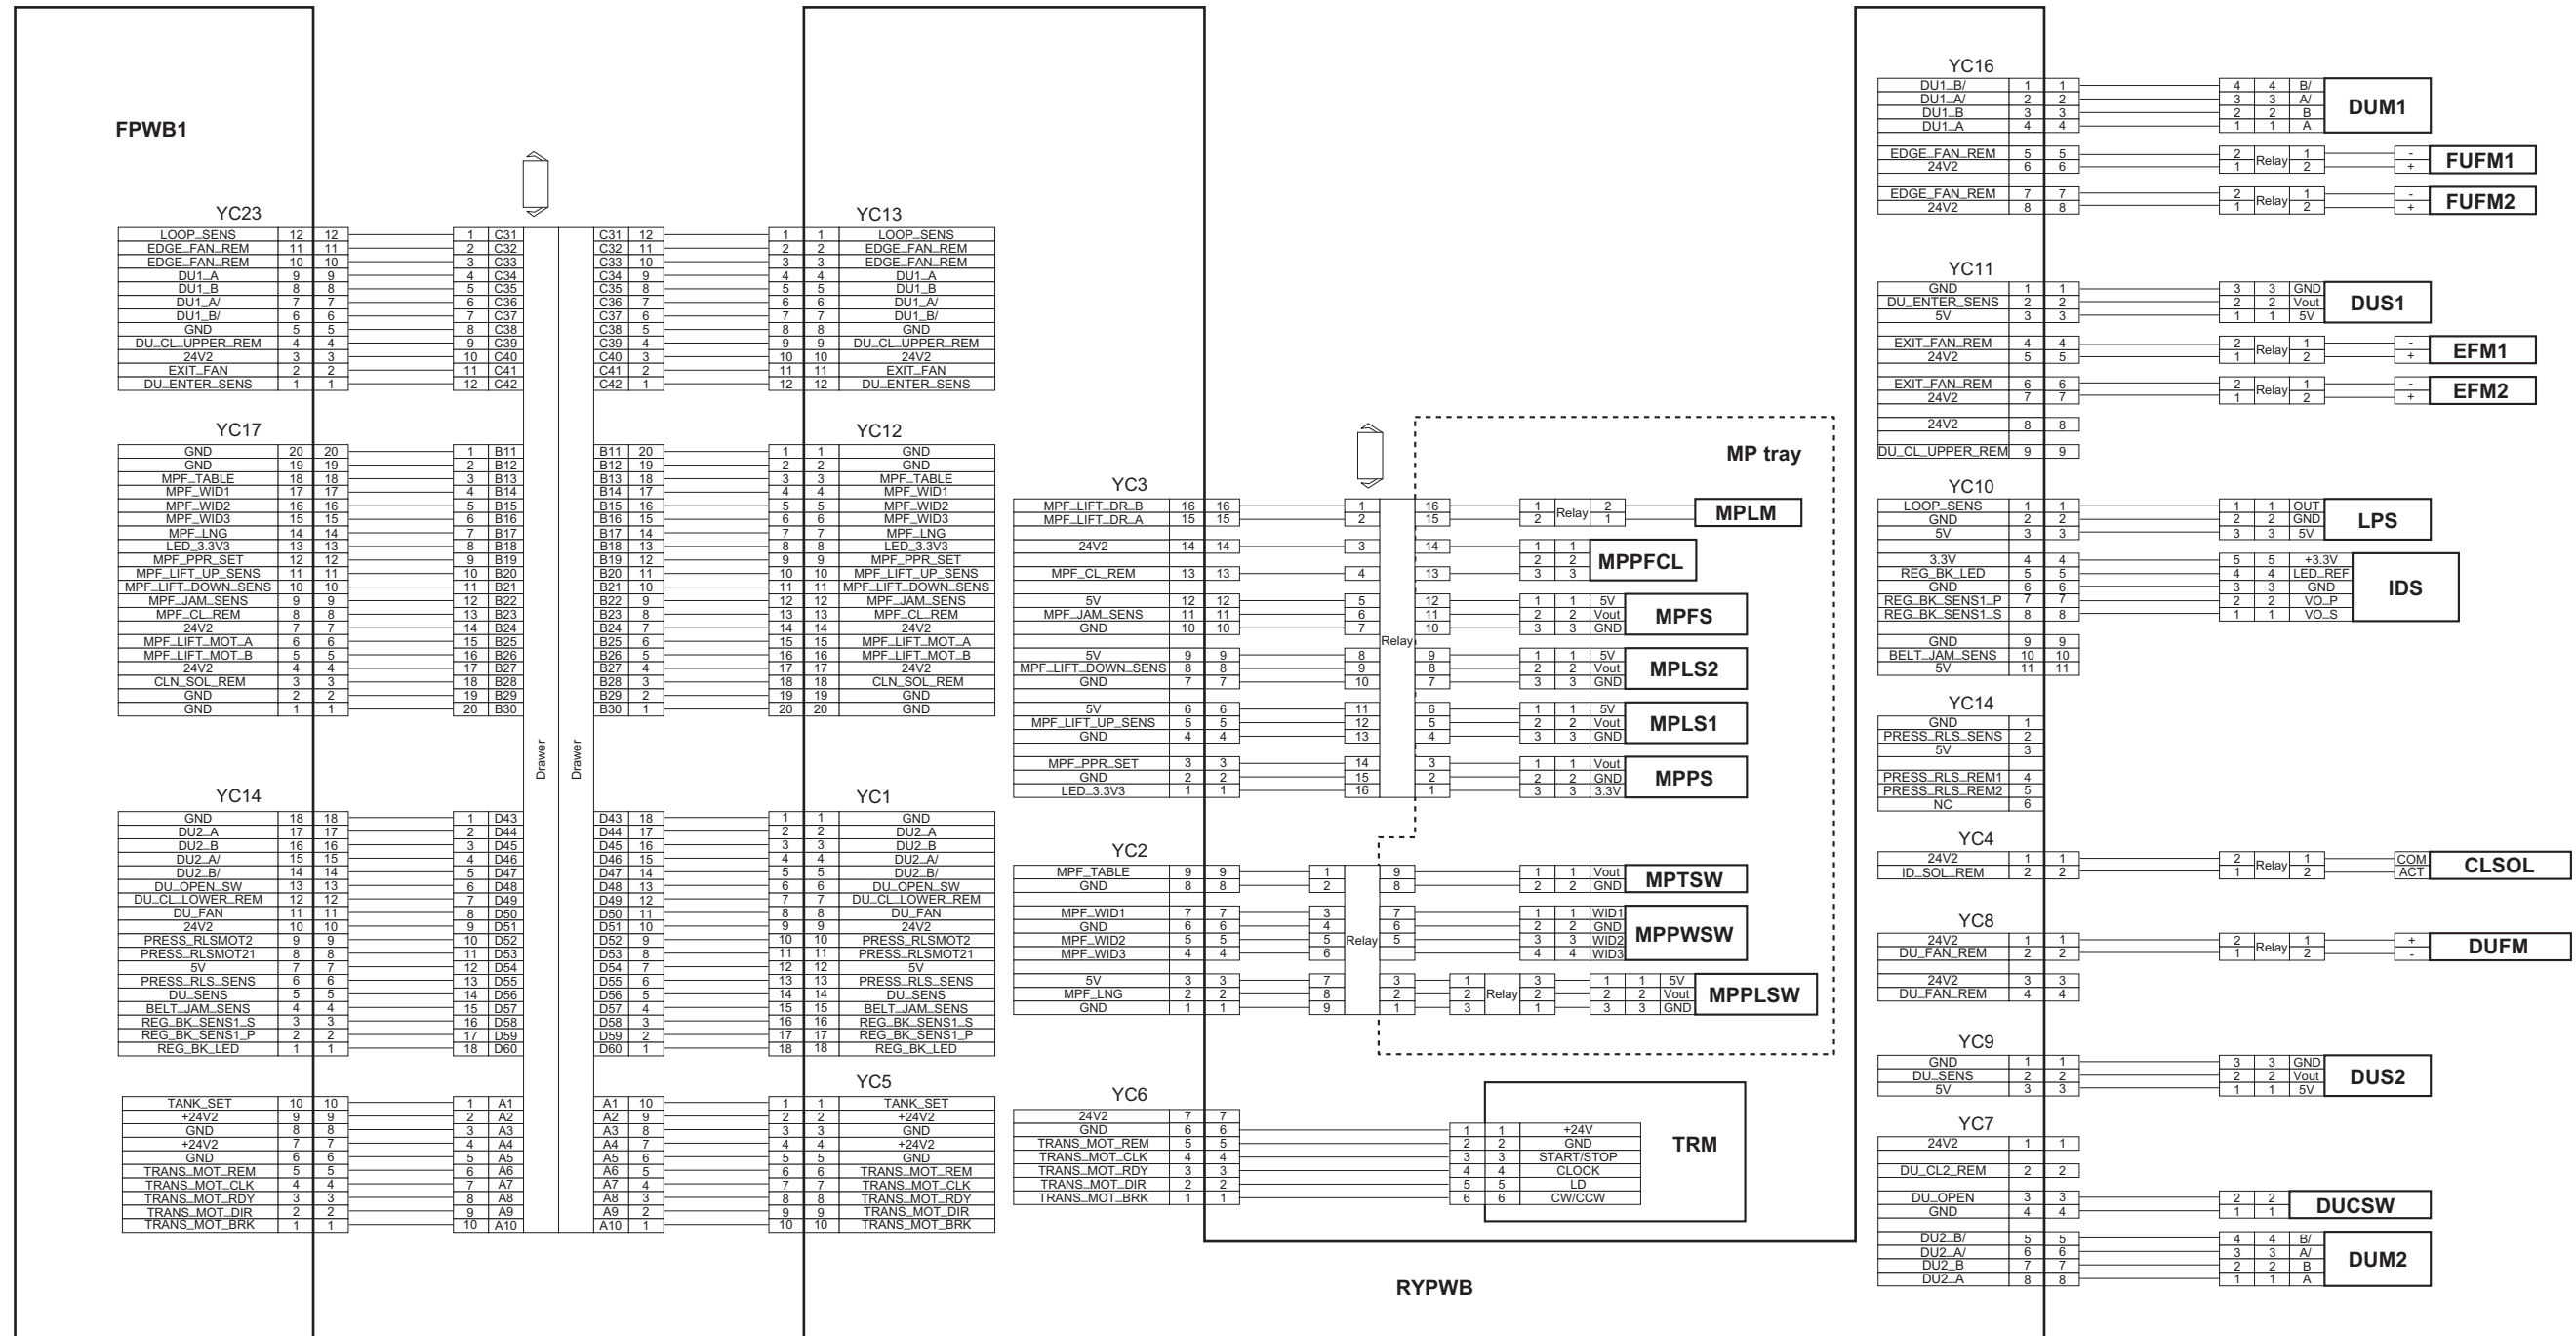 FPWB1
YC23
LOOP_SENS 12 12 1 C31
EDGE_FAN_REM 11 11 2 C32
EDGE_FAN_REM 10 10 3 C33
DU1_A 9 9 4 C34
DU1_B 8 8 5 C35
DU1_A/ 7 7 6 C36
DU1_B/ 6 6 7 C37
GND 5 5 8 C38
DU_CL_UPPER_REM 4 4 9 C39
24V2 3 3 10 C40
EXIT_FAN 2 2 11 C41
DU_ENTER_SENS 1 1 12 C42
YC17
GND 20 20 1 B11
GND 19 19 2 B12
MPF_TABLE 18 18 3 B13
MPF_WID1 17 17 4 B14
MPF_WID2 16 16 5 B15
MPF_WID3 15 15 6 B16
MPF_LNG 14 14 7 B17
LED_3.3V3 13 13 8 B18
MPF_PPR_SET 12 12 9 B19
MPF_LIFT_UP_SENS 11 11 10 B20
MPF_LIFT_DOWN_SENS 10 10 11 B21
MPF_JAM_SENS 9 9 12 B22
MPF_CL_REM 8 8 13 B23
24V2 7 7 14 B24
MPF_LIFT_MOT_A 6 6 15 B25
MPF_LIFT_MOT_B 5 5 16 B26
24V2 4 4 17 B27
CLN_SOL_REM 3 3 18 B28
GND 2 2 19 B29
GND 1 1 20 B30
YC14
GND 18 18 1 D43
DU2_A 17 17 2 D44
DU2_B 16 16 3 D45
DU2_A/ 15 15 4 D46
DU2_B/ 14 14 5 D47
DU_OPEN_SW 13 13 6 D48
DU_CL_LOWER_REM 12 12 7 D49
DU_FAN 11 11 8 D50
24V2 10 10 9 D51
PRESS_RLSMOT2 9 9 10 D52
PRESS_RLSMOT21 8 8 11 D53
5V 7 7 12 D54
PRESS_RLS_SENS 6 6 13 D55
DU_SENS 5 5 14 D56
BELT_JAM_SENS 4 4 15 D57
REG_BK_SENS1_S 3 3 16 D58
REG_BK_SENS1_P 2 2 17 D59
REG_BK_LED 1 1 18 D60
TANK_SET 10 10 1 A1
+24V2 9 9 2 A2
GND 8 8 3 A3
+24V2 7 7 4 A4
GND 6 6 5 A5
TRANS_MOT_REM 5 5 6 A6
TRANS_MOT_CLK 4 4 7 A7
TRANS_MOT_RDY 3 3 8 A8
TRANS_MOT_DIR 2 2 9 A9
TRANS_MOT_BRK 1 1 10 A10
Drawer
Drawer
YC13
C31 12 1 1 LOOP_SENS
C32 11 2 2 EDGE_FAN_REM
C33 10 3 3 EDGE_FAN_REM
C34 9 4 4 DU1_A
C35 8 5 5 DU1_B
C36 7 6 6 DU1_A/
C37 6 7 7 DU1_B/
C38 5 8 8 GND
C39 4 9 9 DU_CL_UPPER_REM
C40 3 10 10 24V2
C41 2 11 11 EXIT_FAN
C42 1 12 12 DU_ENTER_SENS
YC12
B11 20 1 1 GND
B12 19 2 2 GND
B13 18 3 3 MPF_TABLE
B14 17 4 4 MPF_WID1
B15 16 5 5 MPF_WID2
B16 15 6 6 MPF_WID3
B17 14 7 7 MPF_LNG
B18 13 8 8 LED_3.3V3
B19 12 9 9 MPF_PPR_SET
B20 11 10 10 MPF_LIFT_UP_SENS
B21 10 11 11 MPF_LIFT_DOWN_SENS
B22 9 12 12 MPF_JAM_SENS
B23 8 13 13 MPF_CL_REM
B24 7 14 14 24V2
B25 6 15 15 MPF_LIFT_MOT_A
B26 5 16 16 MPF_LIFT_MOT_B
B27 4 17 17 24V2
B28 3 18 18 CLN_SOL_REM
B29 2 19 19 GND
B30 1 20 20 GND
YC1
D43 18 1 1 GND
D44 17 2 2 DU2_A
D45 16 3 3 DU2_B
D46 15 4 4 DU2_A/
D47 14 5 5 DU2_B/
D48 13 6 6 DU_OPEN_SW
D49 12 7 7 DU_CL_LOWER_REM
D50 11 8 8 DU_FAN
D51 10 9 9 24V2
D52 9 10 10 PRESS_RLSMOT2
D53 8 11 11 PRESS_RLSMOT21
D54 7 12 12 5V
D55 6 13 13 PRESS_RLS_SENS
D56 5 14 14 DU_SENS
D57 4 15 15 BELT_JAM_SENS
D58 3 16 16 REG_BK_SENS1_S
D59 2 17 17 REG_BK_SENS1_P
D60 1 18 18 REG_BK_LED
YC5
A1 10 1 1 TANK_SET
A2 9 2 2 +24V2
A3 8 3 3 GND
A4 7 4 4 +24V2
A5 6 5 5 GND
A6 5 6 6 TRANS_MOT_REM
A7 4 7 7 TRANS_MOT_CLK
A8 3 8 8 TRANS_MOT_RDY
A9 2 9 9 TRANS_MOT_DIR
A10 1 10 10 TRANS_MOT_BRK
MP tray
YC3
MPF_LIFT_DR_B 16 16 1 16 1 Relay 2 MPLM
MPF_LIFT_DR_A 15 15 2 15 2 1
24V2 14 14 3 14 1 1 MPPFCL
2 2
MPF_CL_REM 13 13 4 13 3 3
5V 12 12 5 12 1 1 5V MPFS
MPF_JAM_SENS 11 11 6 11 2 2 Vout
GND 10 10 7 10 3 3 GND
Relay
5V 9 9 8 9 1 1 5V MPLS2
MPF_LIFT_DOWN_SENS 8 8 9 8 2 2 Vout
GND 7 7 10 7 3 3 GND
5V 6 6 11 6 1 1 5V MPLS1
MPF_LIFT_UP_SENS 5 5 12 5 2 2 Vout
GND 4 4 13 4 3 3 GND
MPF_PPR_SET 3 3 14 3 1 1 Vout MPPS
GND 2 2 15 2 2 2 GND
LED_3.3V3 1 1 16 1 3 3 3.3V
YC2
MPF_TABLE 9 9 1 9 1 1 Vout MPTSW
GND 8 8 2 8 2 2 GND
MPF_WID1 7 7 3 7 1 1 WID1 MPPWSW
GND 6 6 4 6 2 2 GND
MPF_WID2 5 5 5 Relay 5 3 3 WID2
MPF_WID3 4 4 6 4 4 WID3
5V 3 3 7 3 1 Relay 3 1 1 5V MPPLSW
MPF_LNG 2 2 8 2 2 2 2 2 Vout
GND 1 1 9 1 3 1 3 3 GND
YC6
24V2 7 7
GND 6 6 1 1 +24V TRM
TRANS_MOT_REM 5 5 2 2 GND
TRANS_MOT_CLK 4 4 3 3 START/STOP
TRANS_MOT_RDY 3 3 4 4 CLOCK
TRANS_MOT_DIR 2 2 5 5 LD
TRANS_MOT_BRK 1 1 6 6 CW/CCW
RYPWB
YC16
DU1_B/ 1 1 4 4 B/ DUM1
DU1_A/ 2 2 3 3 A/
DU1_B 3 3 2 2 B
DU1_A 4 4 1 1 A
EDGE_FAN_REM 5 5 2 Relay 1 - FUFM1
24V2 6 6 1 2 +
EDGE_FAN_REM 7 7 2 Relay 1 - FUFM2
24V2 8 8 1 2 +
YC11
GND 1 1 3 3 GND DUS1
DU_ENTER_SENS 2 2 2 2 Vout
5V 3 3 1 1 5V
EXIT_FAN_REM 4 4 2 Relay 1 - EFM1
24V2 5 5 1 2 +
EXIT_FAN_REM 6 6 2 Relay 1 - EFM2
24V2 7 7 1 2 +
24V2 8 8
DU_CL_UPPER_REM 9 9
YC10
LOOP_SENS 1 1 1 1 OUT LPS
GND 2 2 2 2 GND
5V 3 3 3 3 5V
3.3V 4 4 5 5 +3.3V IDS
REG_BK_LED 5 5 4 4 LED_REF
GND 6 6 3 3 GND
REG_BK_SENS1_P 7 7 2 2 VO_P
REG_BK_SENS1_S 8 8 1 1 VO_S
GND 9 9
BELT_JAM_SENS 10 10
5V 11 11
YC14
GND 1
PRESS_RLS_SENS 2
5V 3
PRESS_RLS_REM1 4
PRESS_RLS_REM2 5
NC 6
YC4
24V2 1 1 2 Relay 1 COM CLSOL
ID_SOL_REM 2 2 1 2 ACT
YC8
24V2 1 1 2 Relay 1 + DUFM
DU_FAN_REM 2 2 1 2 -
24V2 3 3
DU_FAN_REM 4 4
YC9
GND 1 1 3 3 GND DUS2
DU_SENS 2 2 2 2 Vout
5V 3 3 1 1 5V
YC7
24V2 1 1
DU_CL2_REM 2 2
DU_OPEN 3 3 2 2 DUCSW
GND 4 4 1 1
DU2_B/ 5 5 4 4 B/ DUM2
DU2_A/ 6 6 3 3 A/
DU2_B 7 7 2 2 B
DU2_A 8 8 1 1 A